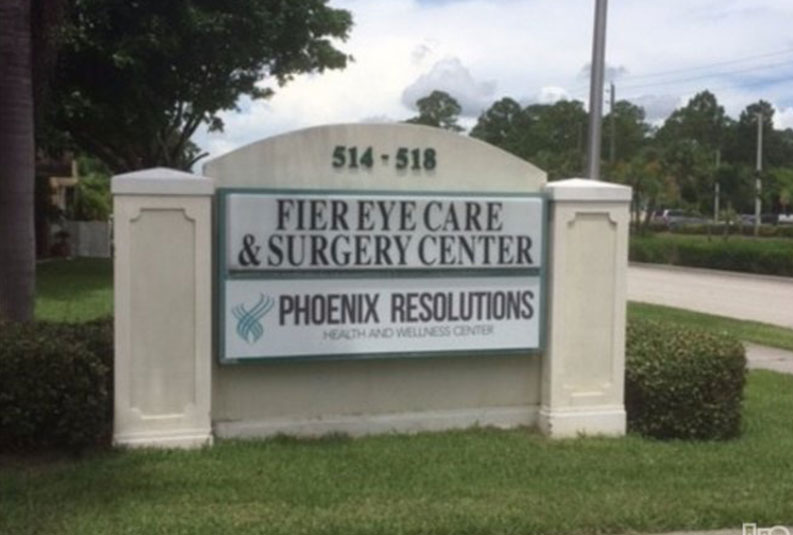 514 - 518
FIER EYE CARE
& SURGERY CENTER
PHOENIX RESOLUTIONS
HEALTH AND WELLNESS CENTER